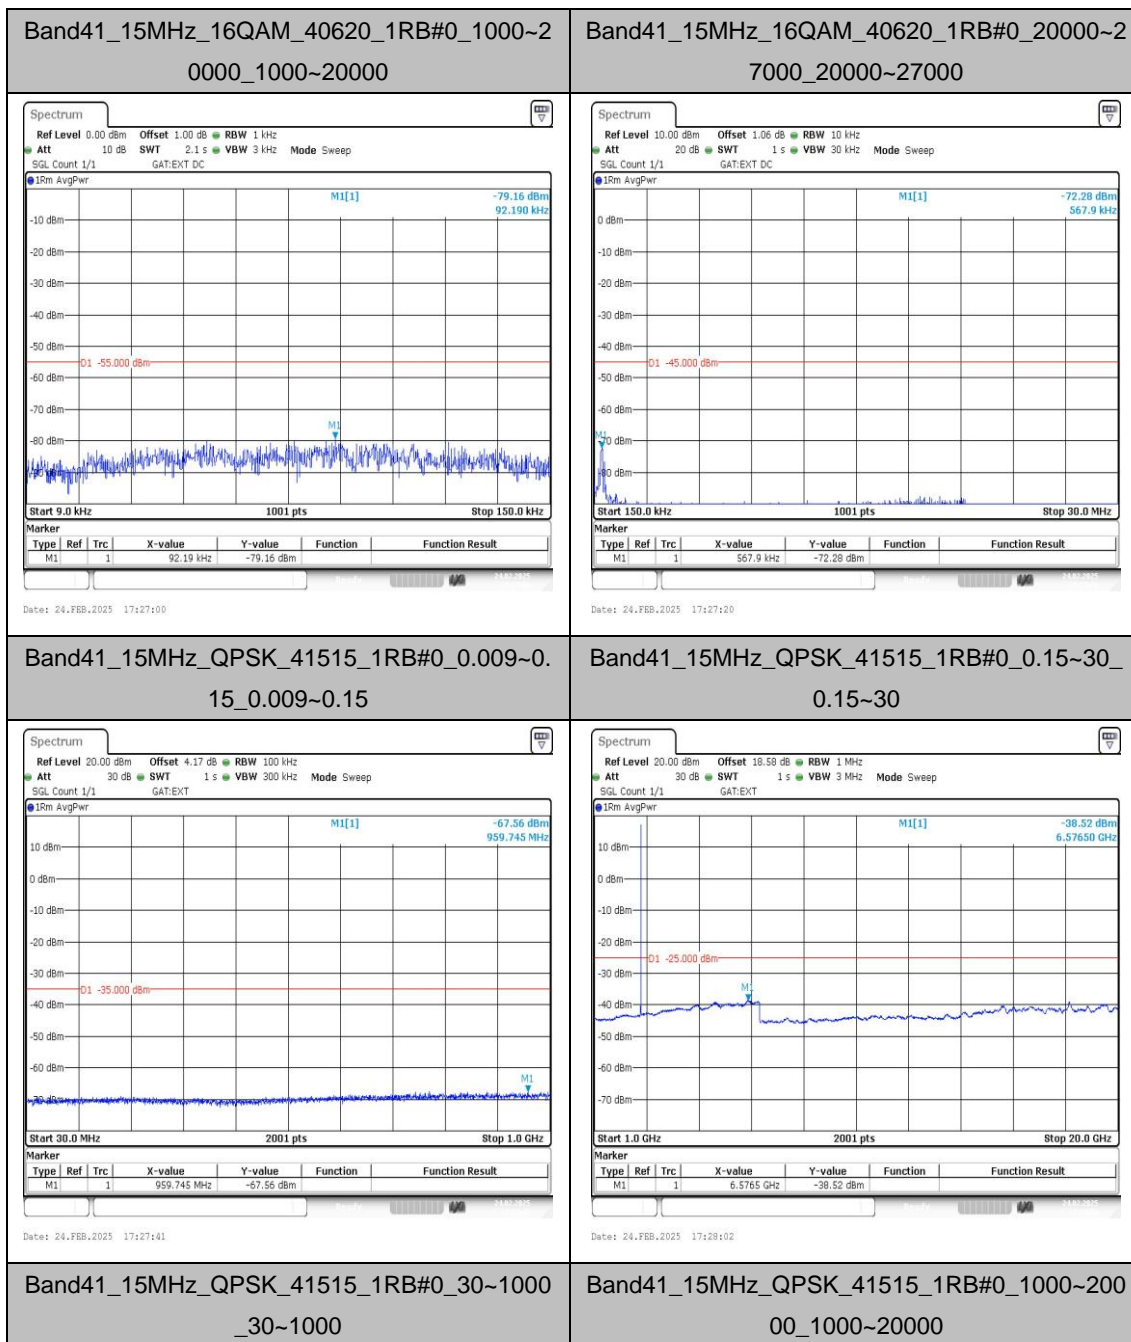 Band41_15MHz_16QAM_40620_1RB#0_1000~2
0000_1000~20000
Band41_15MHz_16QAM_40620_1RB#0_20000~2
7000_20000~27000
Spectrum
Ref Level 0.00 dBm Offset 1.00 dB RBW 1 kHz
Att 10 dB SWT 2.1 s VBW 3 kHz Mode Sweep
SGL Count 1/1 GAT:EXT DC
1Rm AvgPwr
M1[1] -79.16 dBm
92.190 kHz
-10 dBm
-20 dBm
-30 dBm
-40 dBm
-50 dBm
D1 -55.000 dBm
-60 dBm
-70 dBm
M1
-80 dBm
Start 9.0 kHz 1001 pts Stop 150.0 kHz
Marker
Type Ref Trc X-value Y-value Function Function Result
M1 1 92.19 kHz -79.16 dBm
Date: 24.FEB.2025 17:27:00
Spectrum
Ref Level 10.00 dBm Offset 1.06 dB RBW 10 kHz
Att 20 dB SWT 1 s VBW 30 kHz Mode Sweep
SGL Count 1/1 GAT:EXT DC
1Rm AvgPwr
M1[1] -72.28 dBm
567.9 kHz
0 dBm
-10 dBm
-20 dBm
-30 dBm
-40 dBm
D1 -45.000 dBm
-50 dBm
-60 dBm
M1
-70 dBm
-80 dBm
Start 150.0 kHz 1001 pts Stop 30.0 MHz
Marker
Type Ref Trc X-value Y-value Function Function Result
M1 1 567.9 kHz -72.28 dBm
Date: 24.FEB.2025 17:27:20
Band41_15MHz_QPSK_41515_1RB#0_0.009~0.
15_0.009~0.15
Band41_15MHz_QPSK_41515_1RB#0_0.15~30_
0.15~30
Spectrum
Ref Level 20.00 dBm Offset 4.17 dB RBW 100 kHz
Att 30 dB SWT 1 s VBW 300 kHz Mode Sweep
SGL Count 1/1 GAT:EXT
1Rm AvgPwr
M1[1] -67.56 dBm
959.745 MHz
10 dBm
0 dBm
-10 dBm
-20 dBm
-30 dBm
D1 -35.000 dBm
-40 dBm
-50 dBm
-60 dBm
M1
Start 30.0 MHz 2001 pts Stop 1.0 GHz
Marker
Type Ref Trc X-value Y-value Function Function Result
M1 1 959.745 MHz -67.56 dBm
Date: 24.FEB.2025 17:27:41
Spectrum
Ref Level 20.00 dBm Offset 18.58 dB RBW 1 MHz
Att 30 dB SWT 1 s VBW 3 MHz Mode Sweep
SGL Count 1/1 GAT:EXT
1Rm AvgPwr
M1[1] -38.52 dBm
6.57650 GHz
10 dBm
0 dBm
-10 dBm
-20 dBm
D1 -25.000 dBm
-30 dBm
M1
-40 dBm
-50 dBm
-60 dBm
-70 dBm
Start 1.0 GHz 2001 pts Stop 20.0 GHz
Marker
Type Ref Trc X-value Y-value Function Function Result
M1 1 6.5765 GHz -38.52 dBm
Date: 24.FEB.2025 17:28:02
Band41_15MHz_QPSK_41515_1RB#0_30~1000
_30~1000
Band41_15MHz_QPSK_41515_1RB#0_1000~200
00_1000~20000